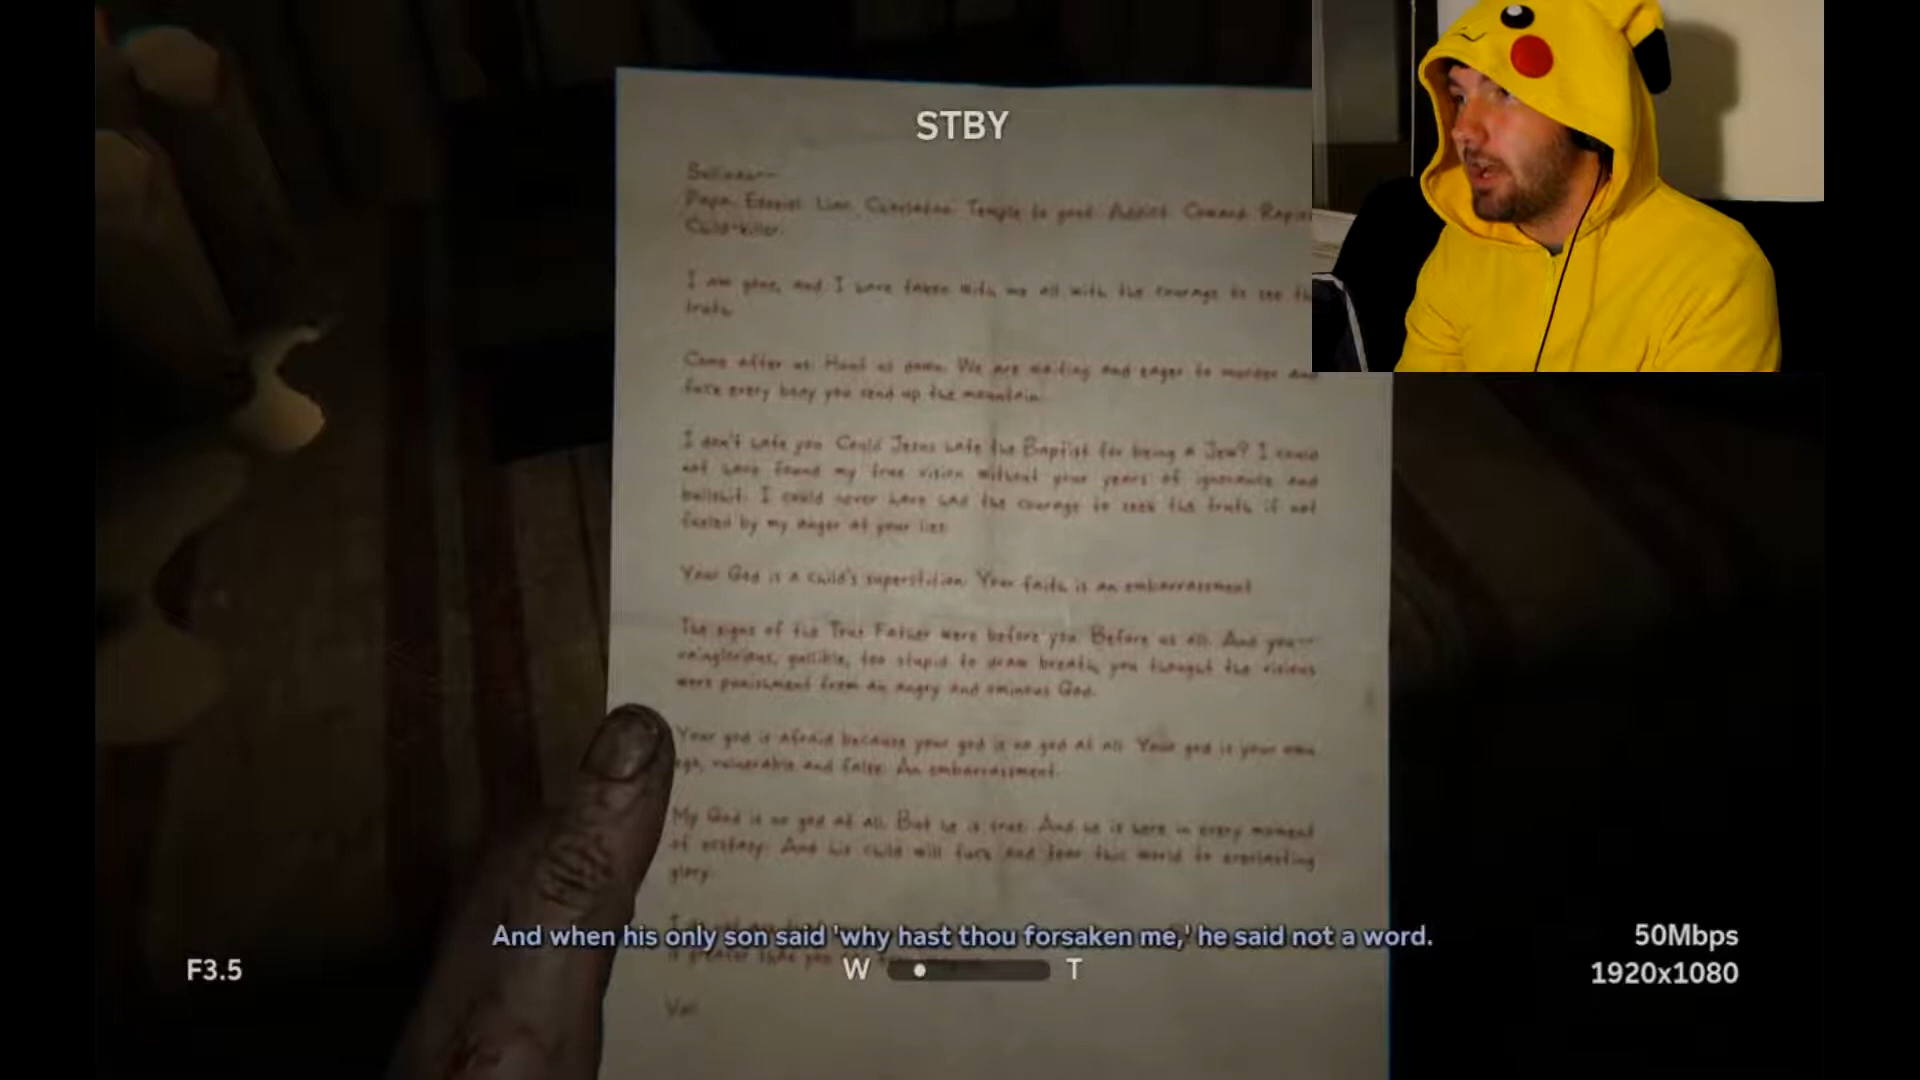 STBY
Sullivan--
Papa. Ezekiel. Liar. Charlatan. Temple to goat. Addict. Coward. Rapist
Child-killer.
I am gone, and I have taken with me all with the courage to see the
truth.
Come after us. Hunt us down. We are waiting and eager to murder and
fuck every body you send up the mountain.
I don't hate you. Could Jesus hate the Baptist for being a Jew? I could
not have found my true vision without your years of ignorance and
bullshit. I could never have had the courage to seek the truth if not
fueled by my anger at your lies.
Your God is a child's superstition. Your faith is an embarrassment.
The signs of the True Father were before you. Before us all. And you--
vainglorious, gullible, too stupid to draw breath, you thought the visions
were punishment from an angry and ominous God.
Your god is afraid because your god is no god at all. Your god is your own
ego, vulnerable and false. An embarrassment.
My God is no god at all. But he is true. And he is here in every moment
of ecstasy. And his child will fuck and tear this world to everlasting
glory.
And when his only son said 'why hast thou forsaken me,' he said not a word.
is greater than you
Val
F3.5
W T
50Mbps
1920x1080